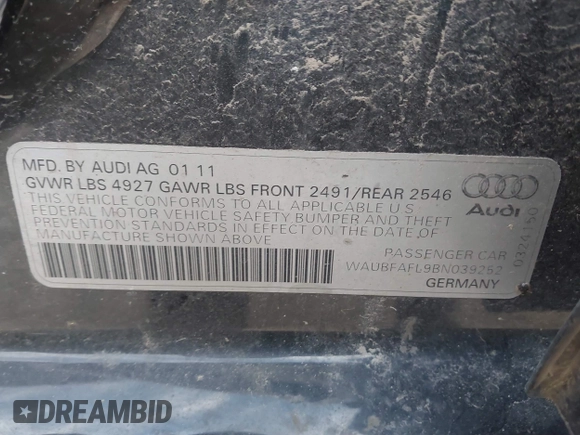 MFD. BY AUDI AG 01 11
GVWR LBS 4927 GAWR LBS FRONT 2491/REAR 2546
THIS VEHICLE CONFORMS TO ALL APPLICABLE U S
FEDERAL MOTOR VEHICLE SAFETY BUMPER AND THEFT
PREVENTION STANDARDS IN EFFECT ON THE DATE OF
MANUFACTURE SHOWN ABOVE
Audi
0324190
PASSENGER CAR
WAUBFAFL9BN039252
GERMANY
DREAMBID